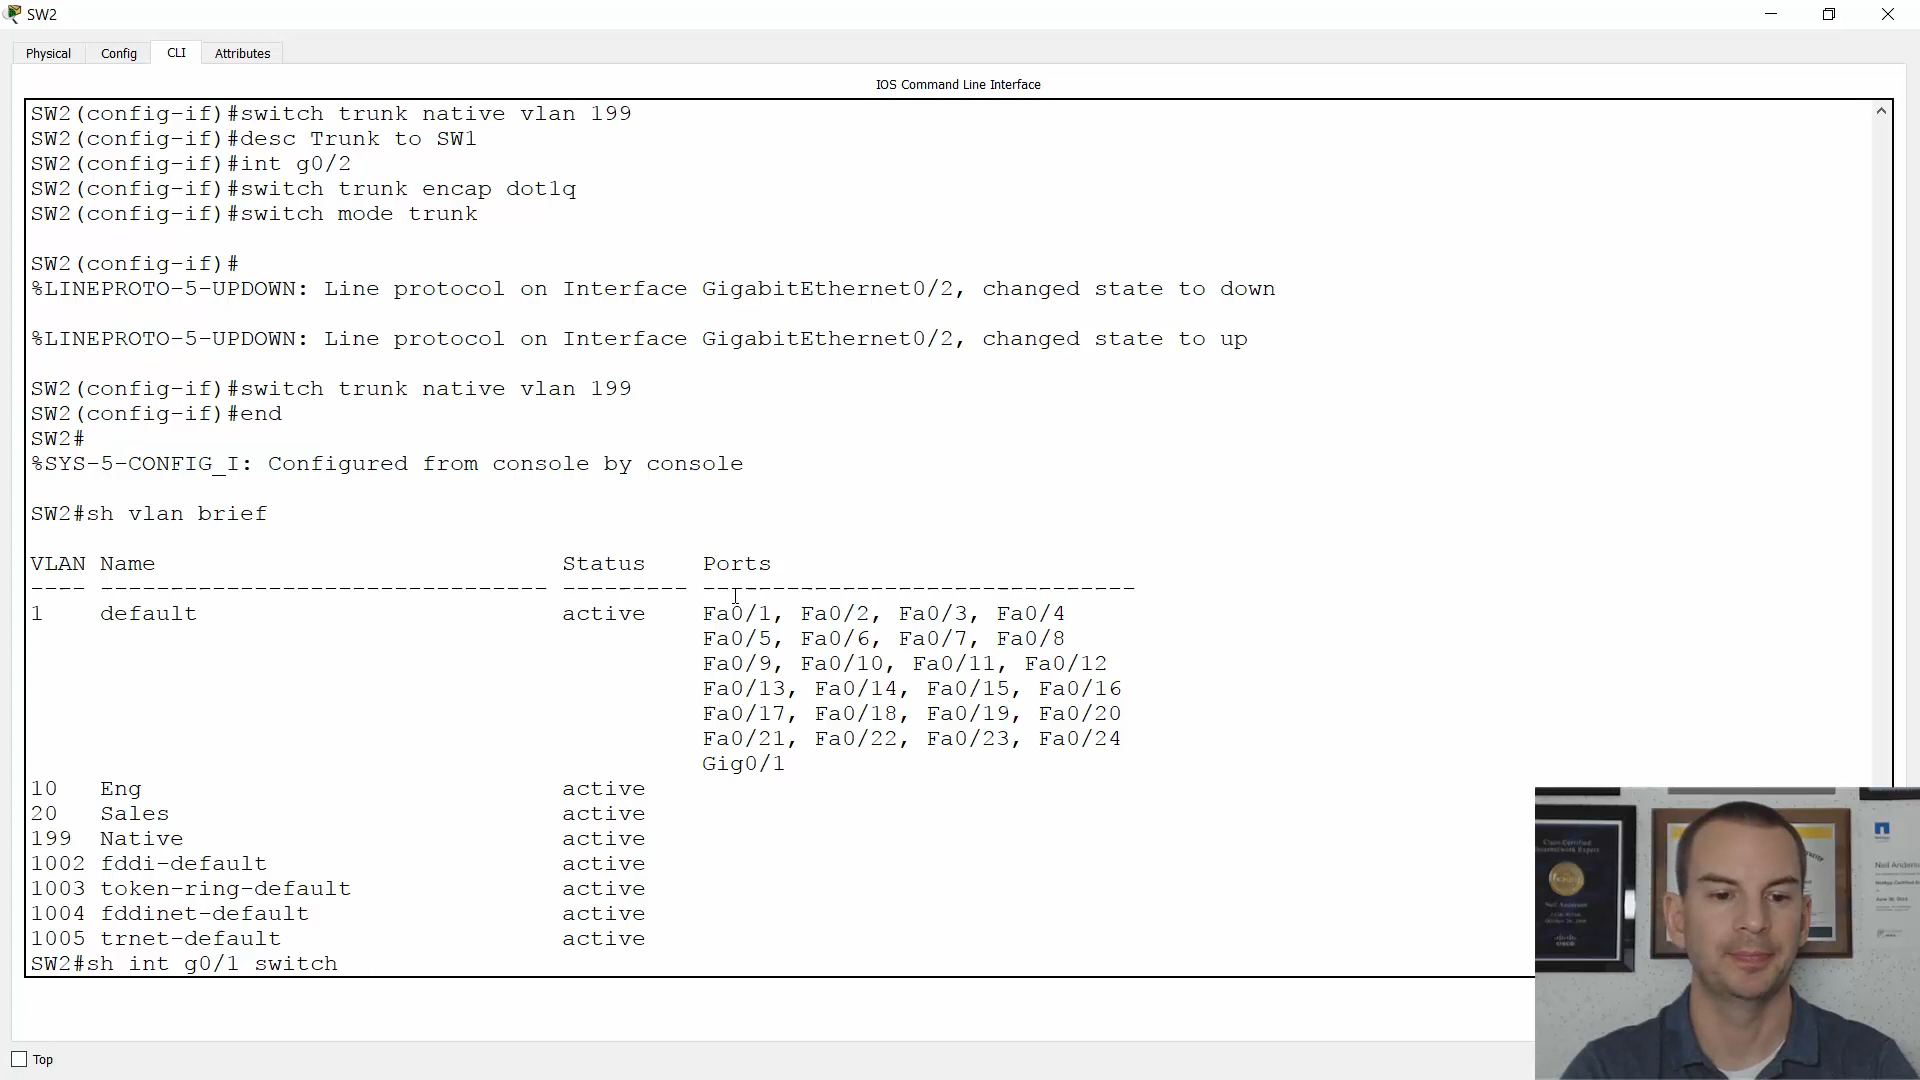 SW2
Physical Config CLI Attributes
IOS Command Line Interface
SW2(config-if)#switch trunk native vlan 199
SW2(config-if)#desc Trunk to SW1
SW2(config-if)#int g0/2
SW2(config-if)#switch trunk encap dot1q
SW2(config-if)#switch mode trunk
SW2(config-if)#
%LINEPROTO-5-UPDOWN: Line protocol on Interface GigabitEthernet0/2, changed state to down
%LINEPROTO-5-UPDOWN: Line protocol on Interface GigabitEthernet0/2, changed state to up
SW2(config-if)#switch trunk native vlan 199
SW2(config-if)#end
SW2#
%SYS-5-CONFIG_I: Configured from console by console
SW2#sh vlan brief
VLAN Name Status Ports
---- -------------------------------- --------- -------------------------------
1 default active Fa0/1, Fa0/2, Fa0/3, Fa0/4
Fa0/5, Fa0/6, Fa0/7, Fa0/8
Fa0/9, Fa0/10, Fa0/11, Fa0/12
Fa0/13, Fa0/14, Fa0/15, Fa0/16
Fa0/17, Fa0/18, Fa0/19, Fa0/20
Fa0/21, Fa0/22, Fa0/23, Fa0/24
Gig0/1
10 Eng active
20 Sales active
199 Native active
1002 fddi-default active
1003 token-ring-default active
1004 fddinet-default active
1005 trnet-default active
SW2#sh int g0/1 switch
Top